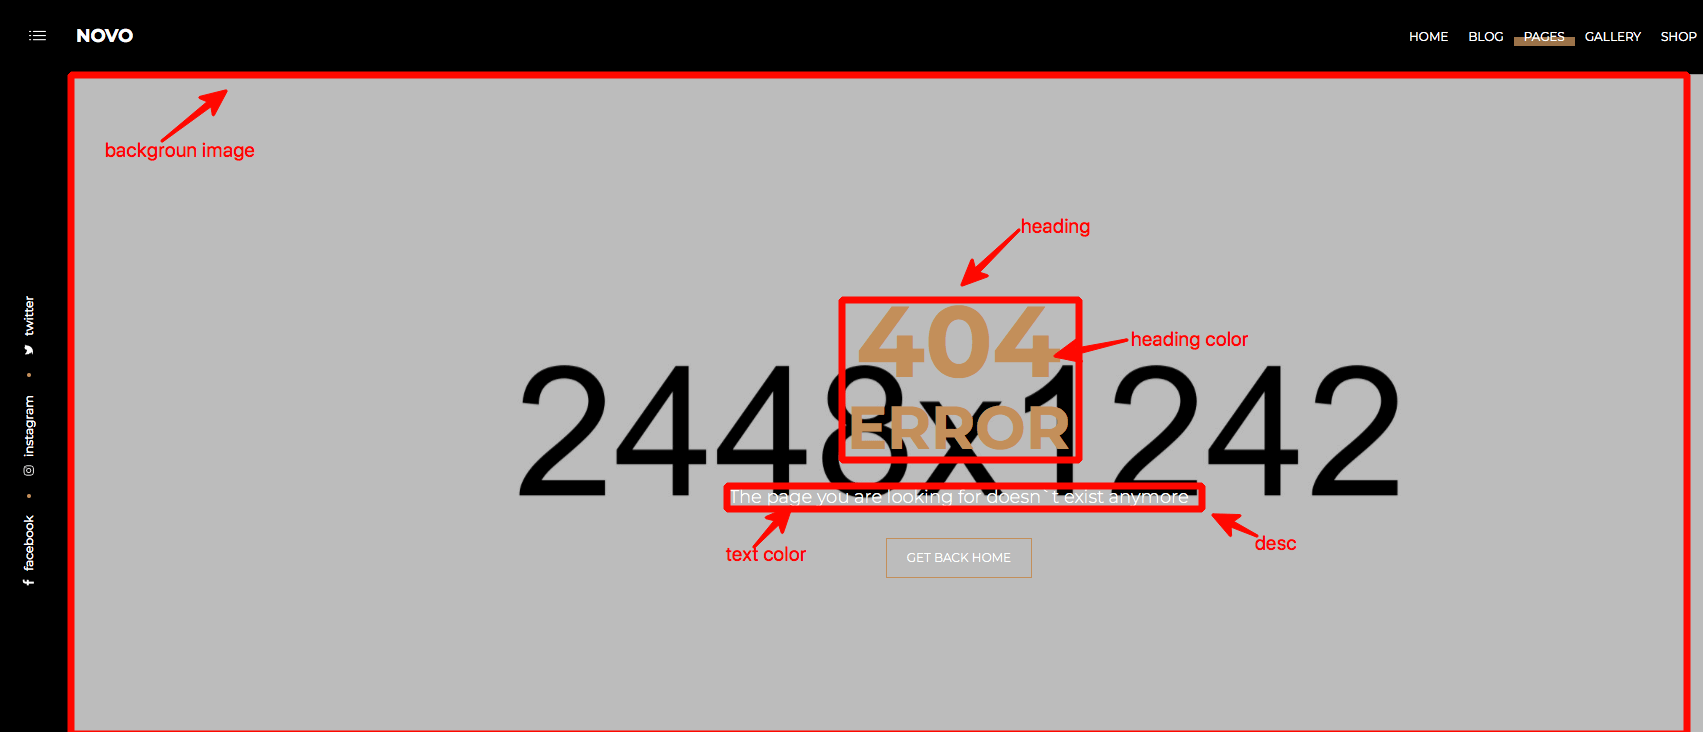 NOVO
HOME BLOG PAGES GALLERY SHOP
backgroun image
heading
404
heading color
ERROR
2448x1242
The page you are looking for doesn`t exist anymore
text color
desc
GET BACK HOME
twitter
instagram
facebook